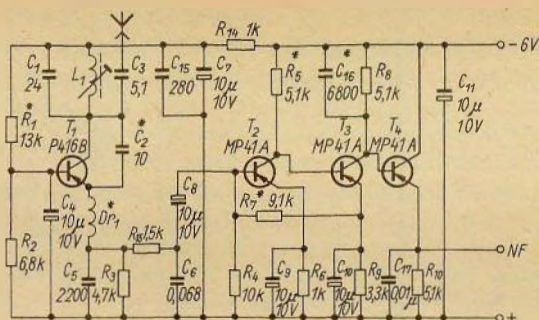 R14 1k
-6V
C1
24
L1
C3
5,1
C15
280
C7
10μ
10V
*
R5
5,1k
*
C16
6800
R8
5,1k
C11
10μ
10V
*
R1
13k
T1
P416B
*
C2
10
T2
MP41A
T3
MP41A
T4
MP41A
C4
10μ
10V
*
Dr1
C8
10μ
10V
R7* 9,1k
R2
6,8k
1,5k
NF
C5
2200
R3
4,7k
C6
0,068
R4
10k
C9
10μ
10V
R6
1k
C10
10μ
10V
R9
3,3k
0,01μ
R10
5,1k
+